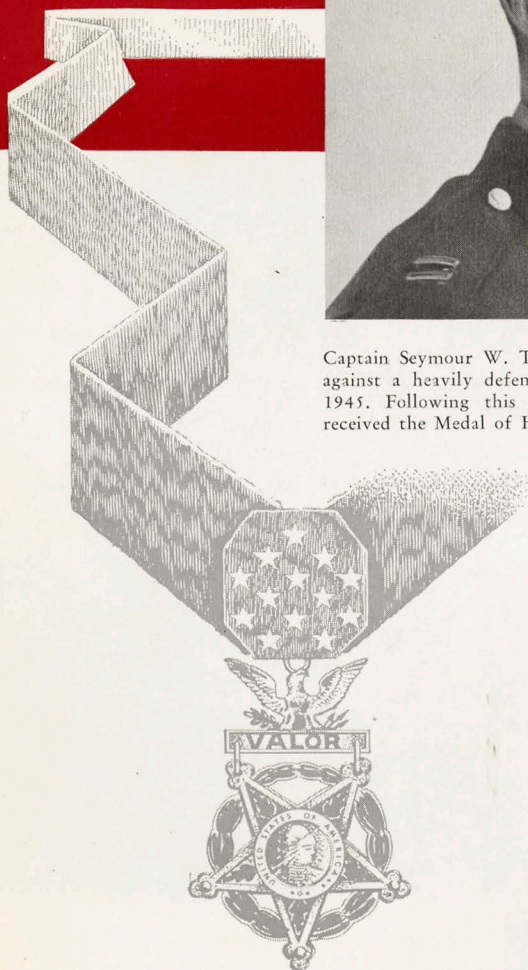 Captain Seymour W. T
against a heavily defen
1945. Following this
received the Medal of H
VALOR
UNITED STATES OF AMERICA